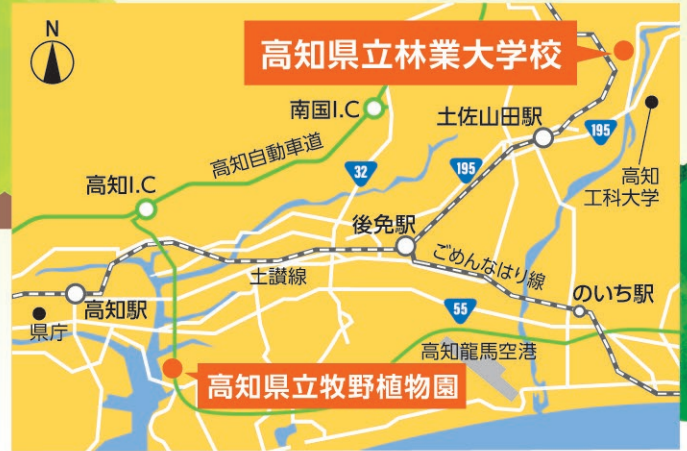 N
高知県立林業大学校
南国I.C
土佐山田駅
195
高知自動車道
32
195
高知
工科大学
高知I.C
後免駅
ごめんなはり線
土讃線
のいち駅
高知駅
55
県庁
高知龍馬空港
高知県立牧野植物園